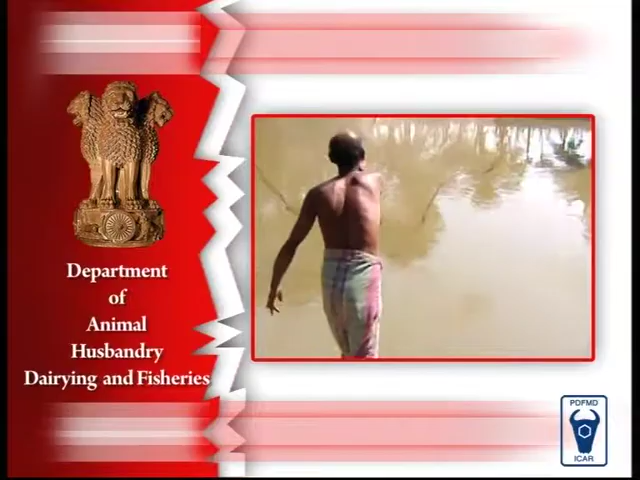 Department
of
Animal
Husbandry
Dairying and Fisheries
PDFMD
ICAR